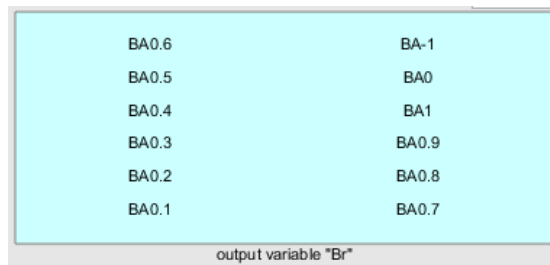 BA0.6 BA-1
BA0.5 BA0
BA0.4 BA1
BA0.3 BA0.9
BA0.2 BA0.8
BA0.1 BA0.7
output variable "Br"